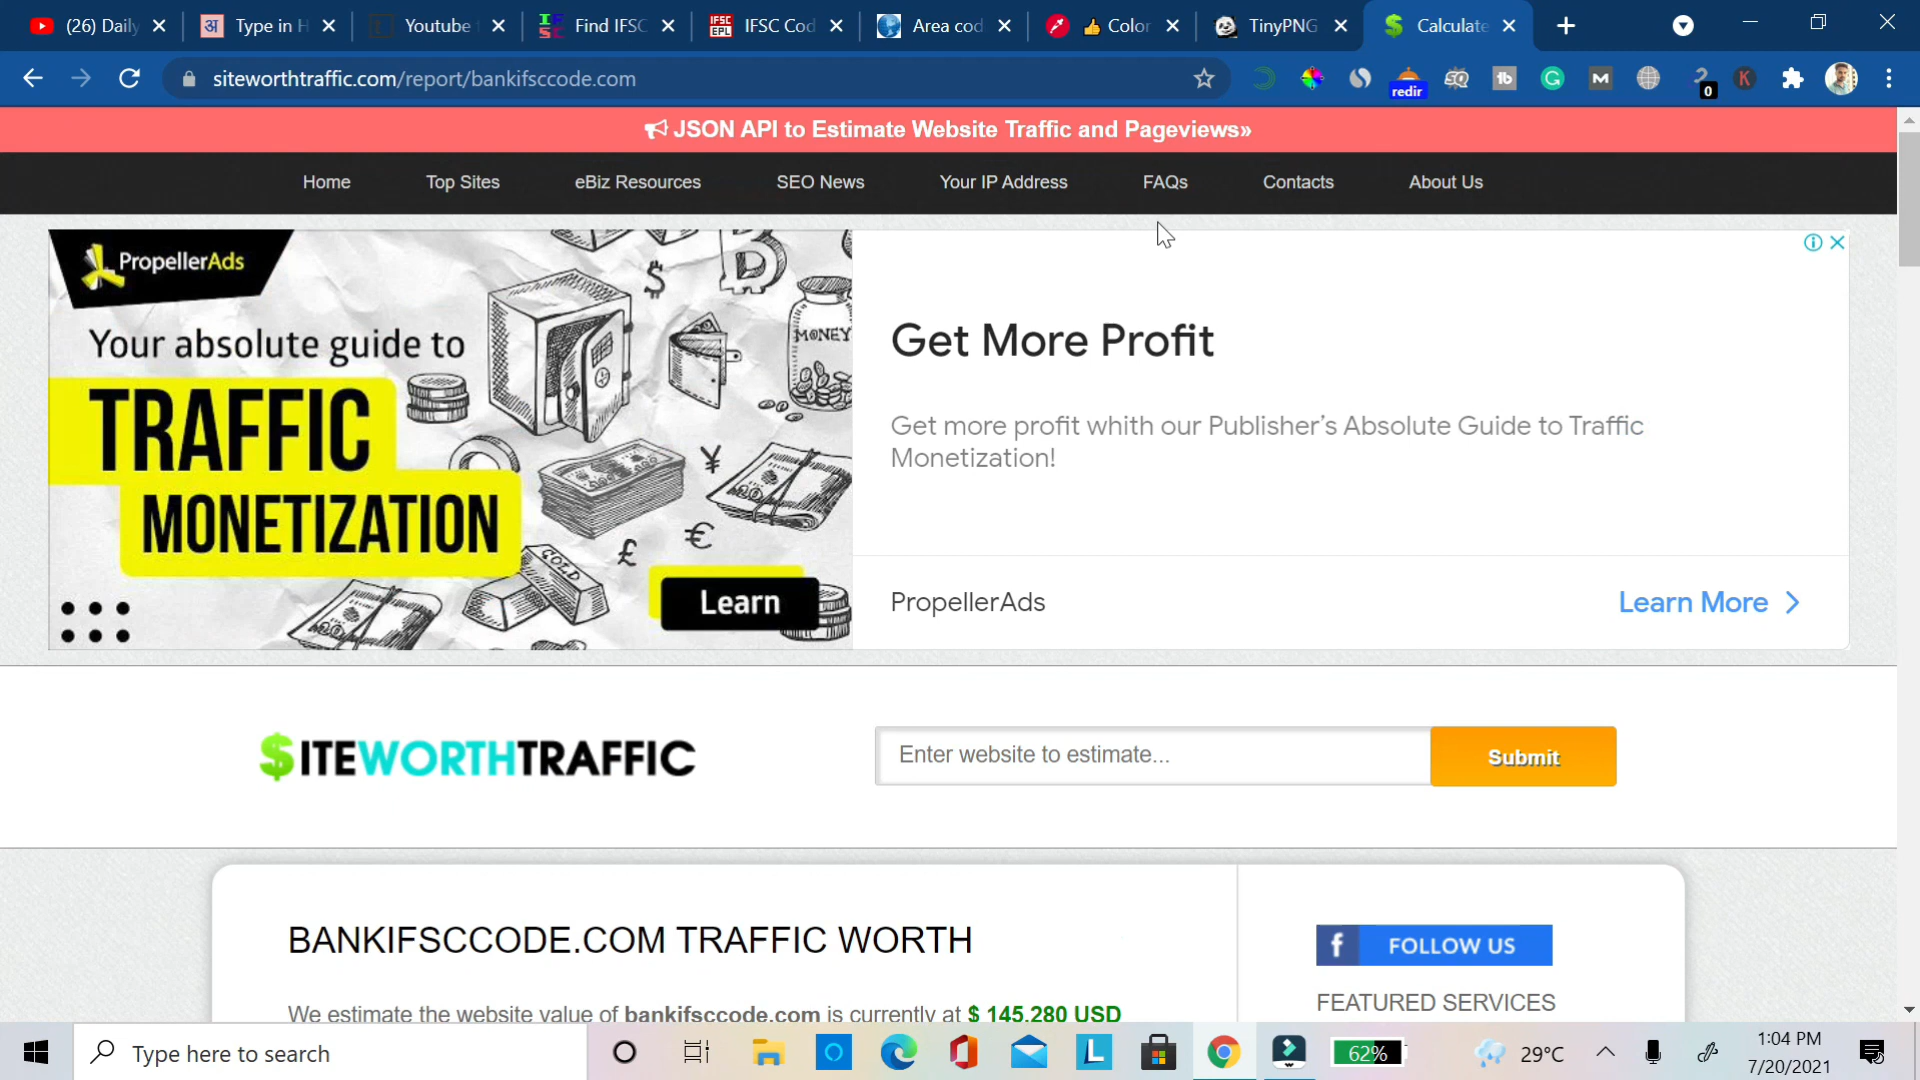 (26) Daily
Type in H
Youtube
Find IFSC
IFSC Cod
Area cod
👍 Color
TinyPNG
Calculate
siteworthtraffic.com/report/bankifsccode.com
redir
SQ
tb
G
M
0
K
JSON API to Estimate Website Traffic and Pageviews»
Home
Top Sites
eBiz Resources
SEO News
Your IP Address
FAQs
Contacts
About Us
PropellerAds
Your absolute guide to
TRAFFIC
MONETIZATION
MONEY
GOLD
Learn
Get More Profit
Get more profit whith our Publisher's Absolute Guide to Traffic
Monetization!
PropellerAds
Learn More
$ITEWORTHTRAFFIC
Enter website to estimate...
Submit
BANKIFSCCODE.COM TRAFFIC WORTH
We estimate the website value of bankifsccode.com is currently at $ 145,280 USD
f FOLLOW US
FEATURED SERVICES
Type here to search
L
62%
29°C
1:04 PM
7/20/2021